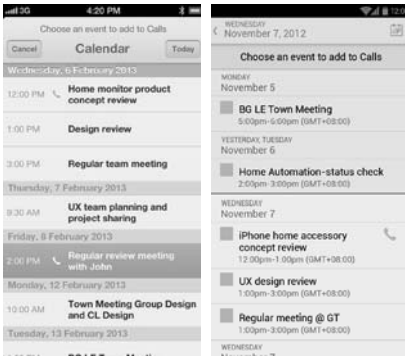 3G 4:20 PM
Choose an event to add to Calls
Cancel Calendar Today
Wednesday, 6 February 2013
12:00 PM Home monitor product
concept review
1:00 PM Design review
3:00 PM Regular team meeting
Thursday, 7 February 2013
9:30 AM UX team planning and
project sharing
Friday, 8 February 2013
2:00 PM Regular review meeting
with John
Monday, 12 February 2013
10:00 AM Town Meeting Group Design
and CL Design
Tuesday, 13 February 2013
12:0
WEDNESDAY
November 7, 2012
Choose an event to add to Calls
MONDAY
November 5
BG LE Town Meeting
5:00pm-6:00pm (GMT+08:00)
YESTERDAY, TUESDAY
November 6
Home Automation-status check
2:00pm-3:00pm (GMT+08:00)
WEDNESDAY
November 7
iPhone home accessory
concept review
12:00pm-1:00pm (GMT+08:00)
UX design review
1:00pm-3:00pm (GMT+08:00)
Regular meeting @ GT
1:00pm-3:00pm (GMT+08:00)
WEDNESDAY